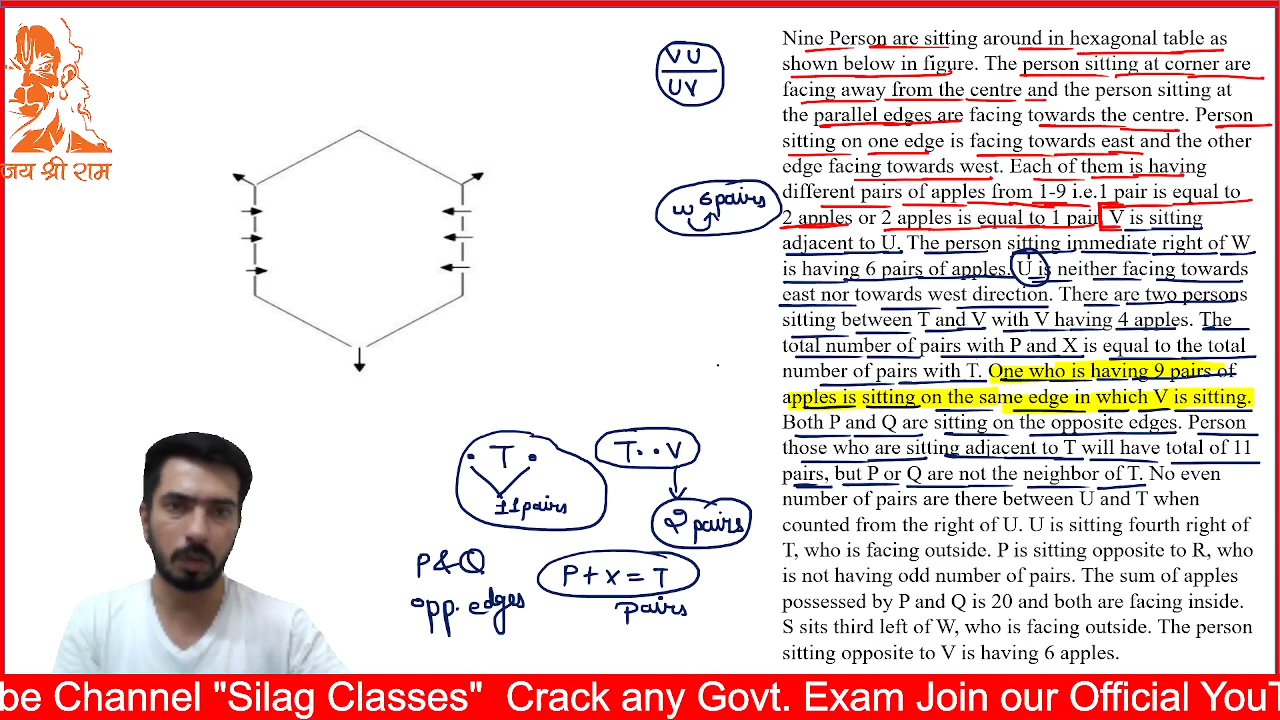 जय श्री राम
VU
UV
W 6 pairs
Nine Person are sitting around in hexagonal table as
shown below in figure. The person sitting at corner are
facing away from the centre and the person sitting at
the parallel edges are facing towards the centre. Person
sitting on one edge is facing towards east and the other
edge facing towards west. Each of them is having
different pairs of apples from 1-9 i.e.1 pair is equal to
2 apples or 2 apples is equal to 1 pair. V is sitting
adjacent to U. The person sitting immediate right of W
is having 6 pairs of apples. U is neither facing towards
east nor towards west direction. There are two persons
sitting between T and V with V having 4 apples. The
total number of pairs with P and X is equal to the total
number of pairs with T. One who is having 9 pairs of
apples is sitting on the same edge in which V is sitting.
Both P and Q are sitting on the opposite edges. Person
those who are sitting adjacent to T will have total of 11
pairs, but P or Q are not the neighbor of T. No even
number of pairs are there between U and T when
counted from the right of U. U is sitting fourth right of
T, who is facing outside. P is sitting opposite to R, who
is not having odd number of pairs. The sum of apples
possessed by P and Q is 20 and both are facing inside.
S sits third left of W, who is facing outside. The person
sitting opposite to V is having 6 apples.
. T .
11 pairs
T . . V
2 pairs
P & Q
opp. edges
P + x = T
pairs
be Channel "Silag Classes" Crack any Govt. Exam Join our Official YouT